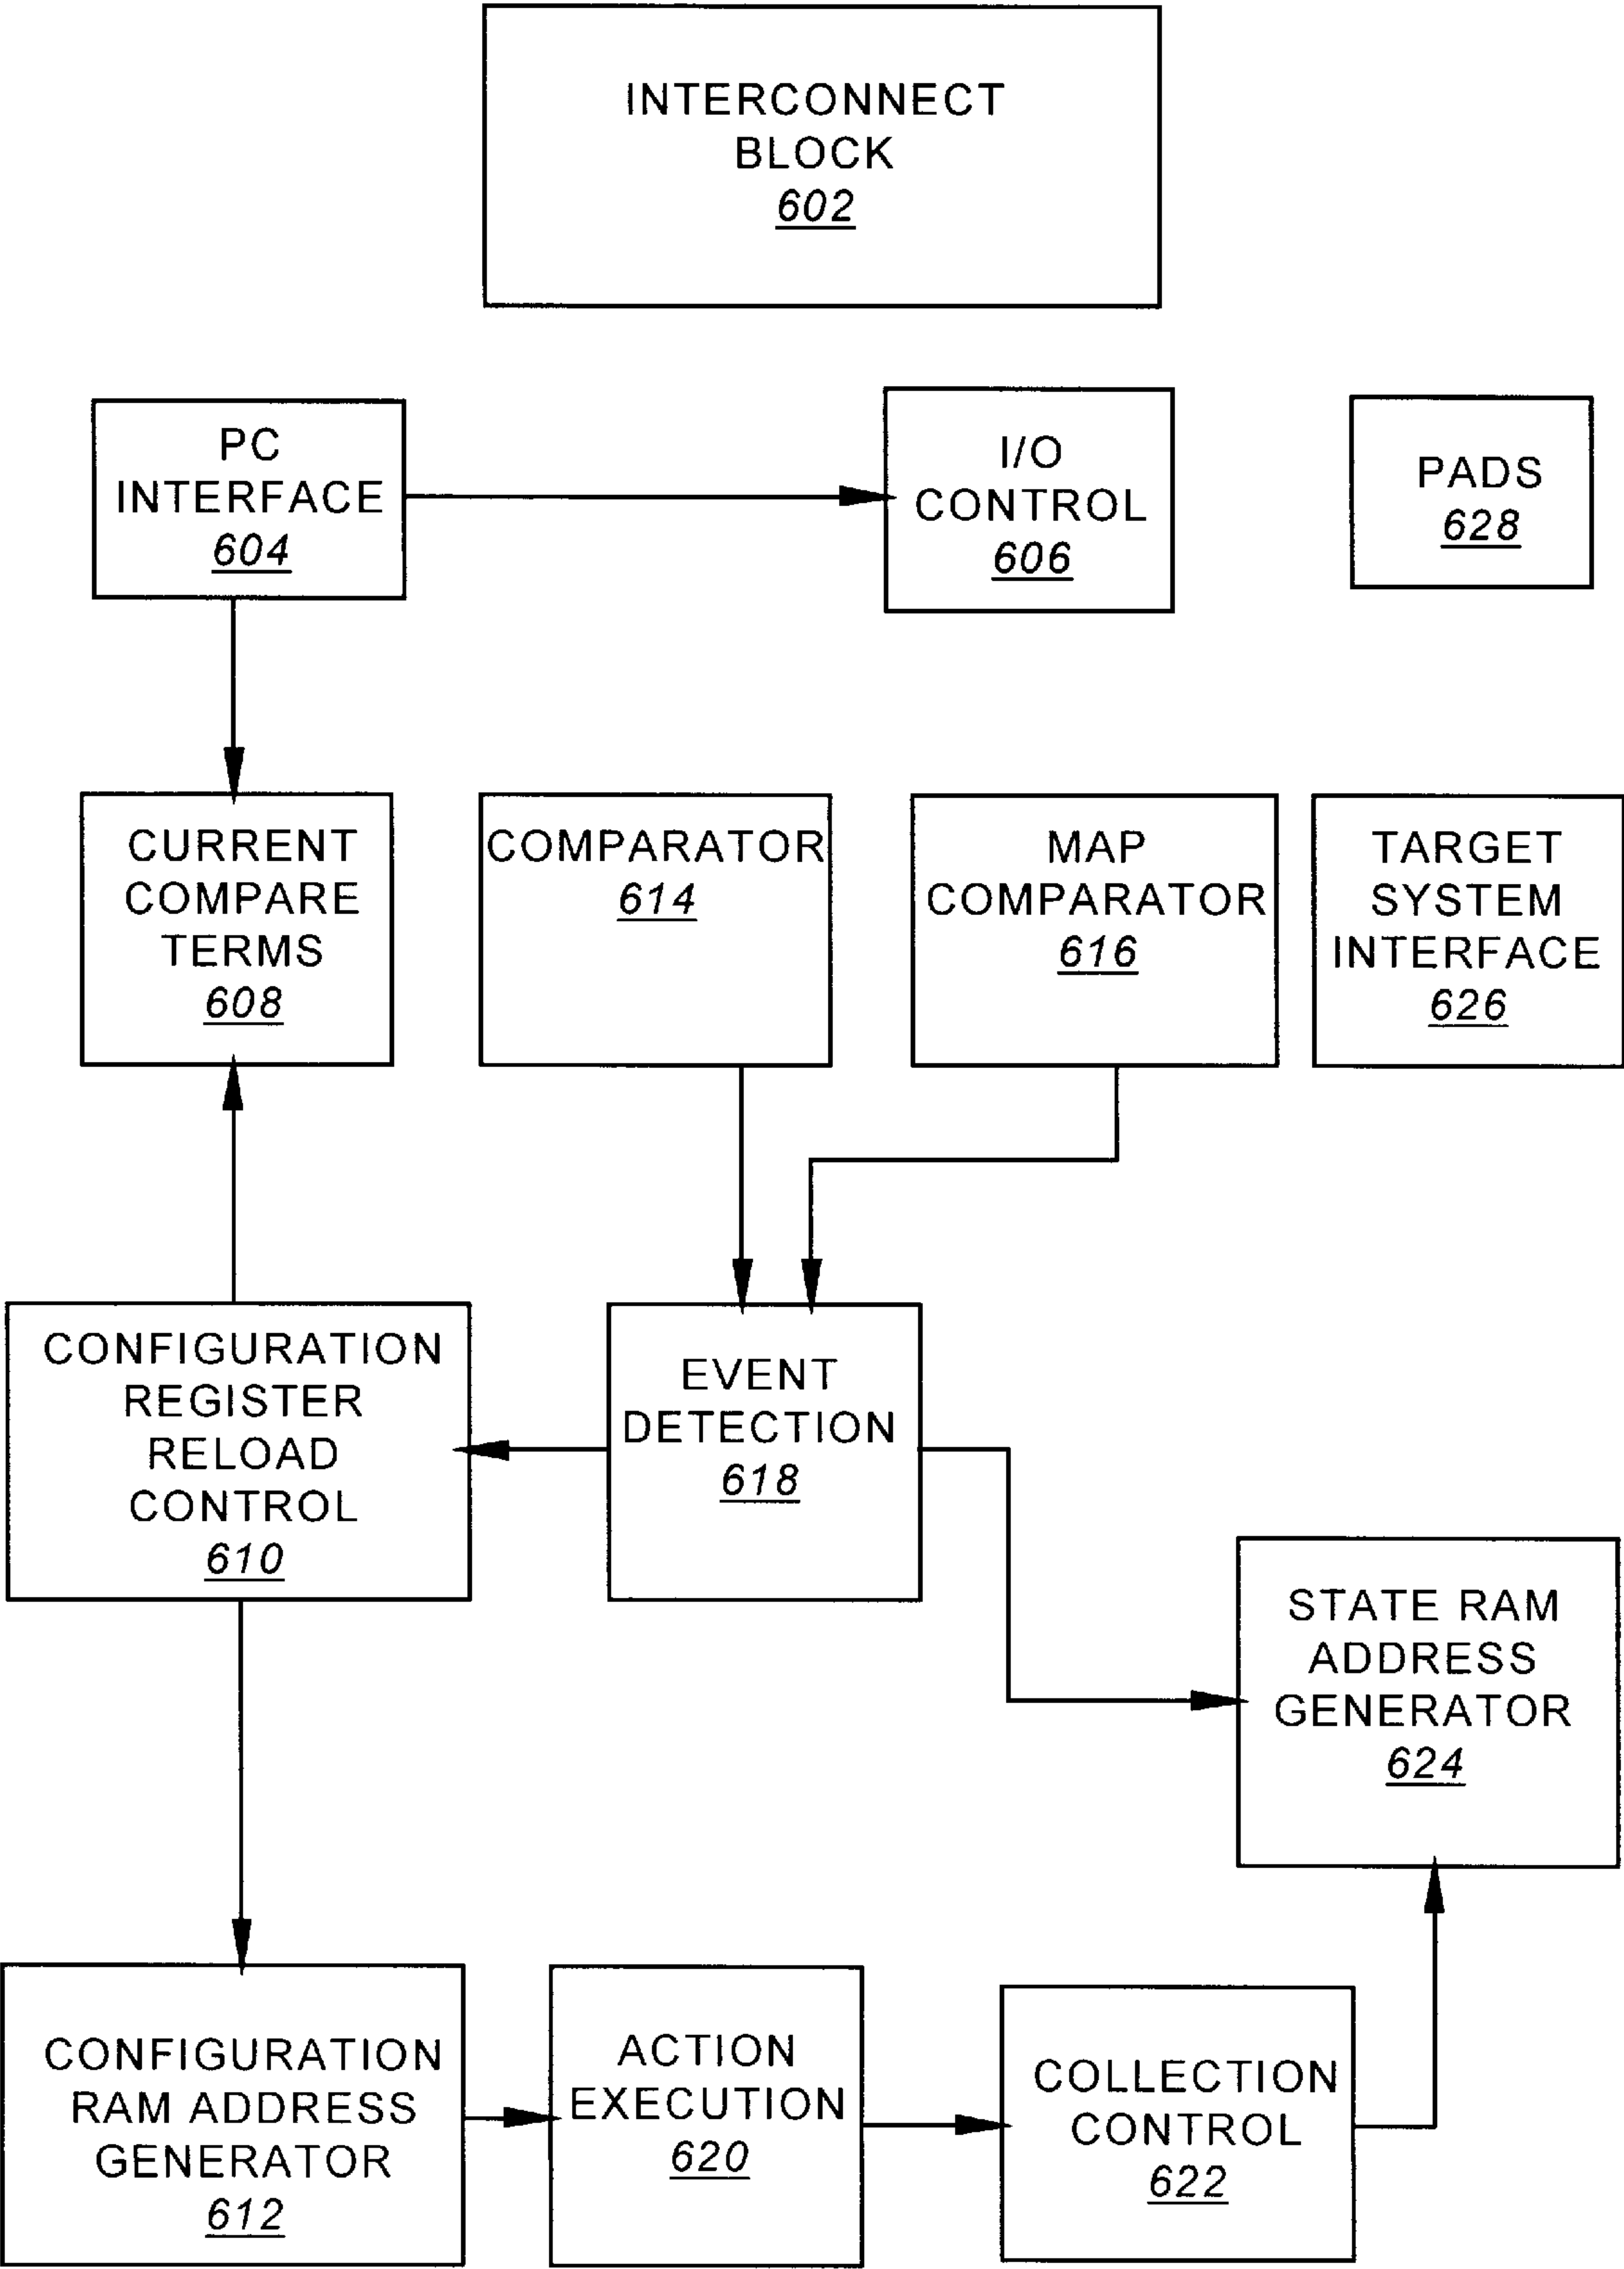 INTERCONNECT
BLOCK
602
PC
INTERFACE
604
I/O
CONTROL
606
PADS
628
CURRENT
COMPARE
TERMS
608
COMPARATOR
614
MAP
COMPARATOR
616
TARGET
SYSTEM
INTERFACE
626
CONFIGURATION
REGISTER
RELOAD
CONTROL
610
EVENT
DETECTION
618
STATE RAM
ADDRESS
GENERATOR
624
CONFIGURATION
RAM ADDRESS
GENERATOR
612
ACTION
EXECUTION
620
COLLECTION
CONTROL
622